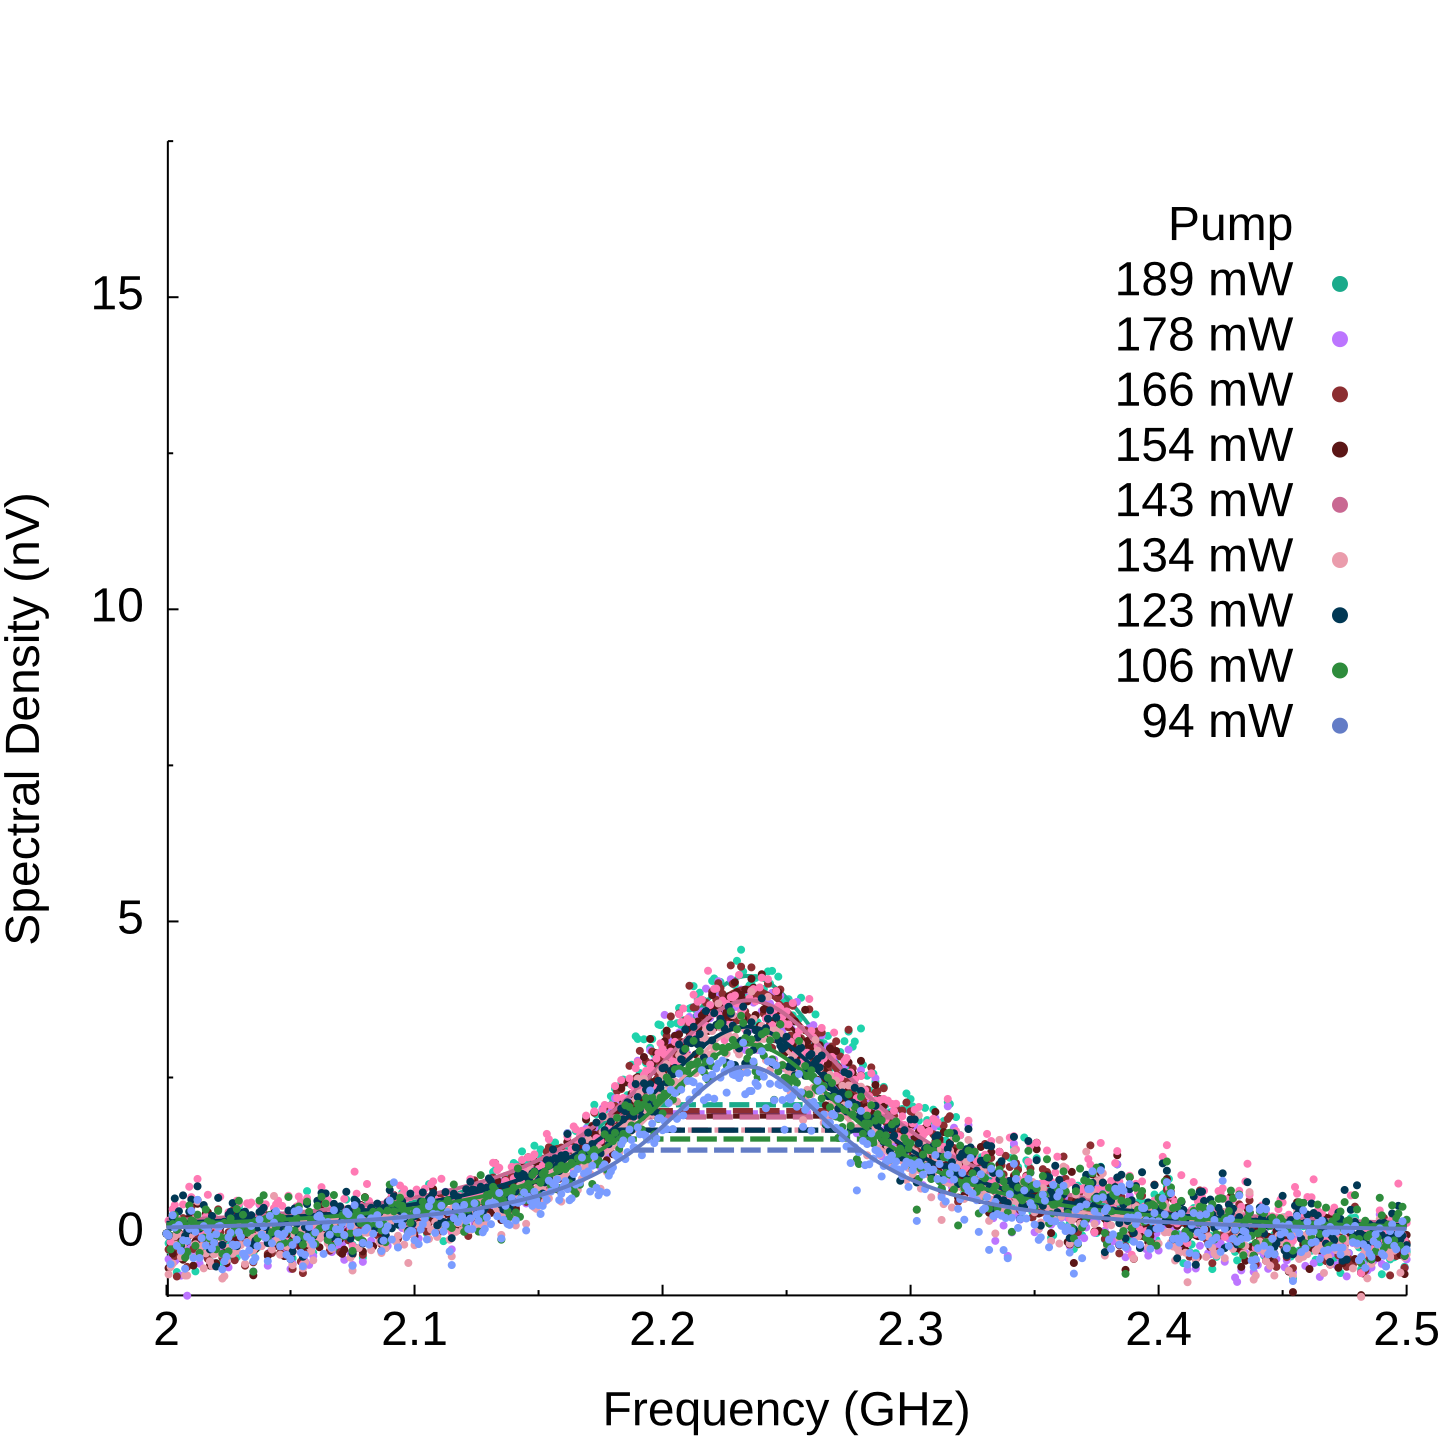 Pump
189 mW
178 mW
166 mW
154 mW
143 mW
134 mW
123 mW
106 mW
94 mW
15
10
5
0
Spectral Density (nV)
2
2.1
2.2
2.3
2.4
2.5
Frequency (GHz)